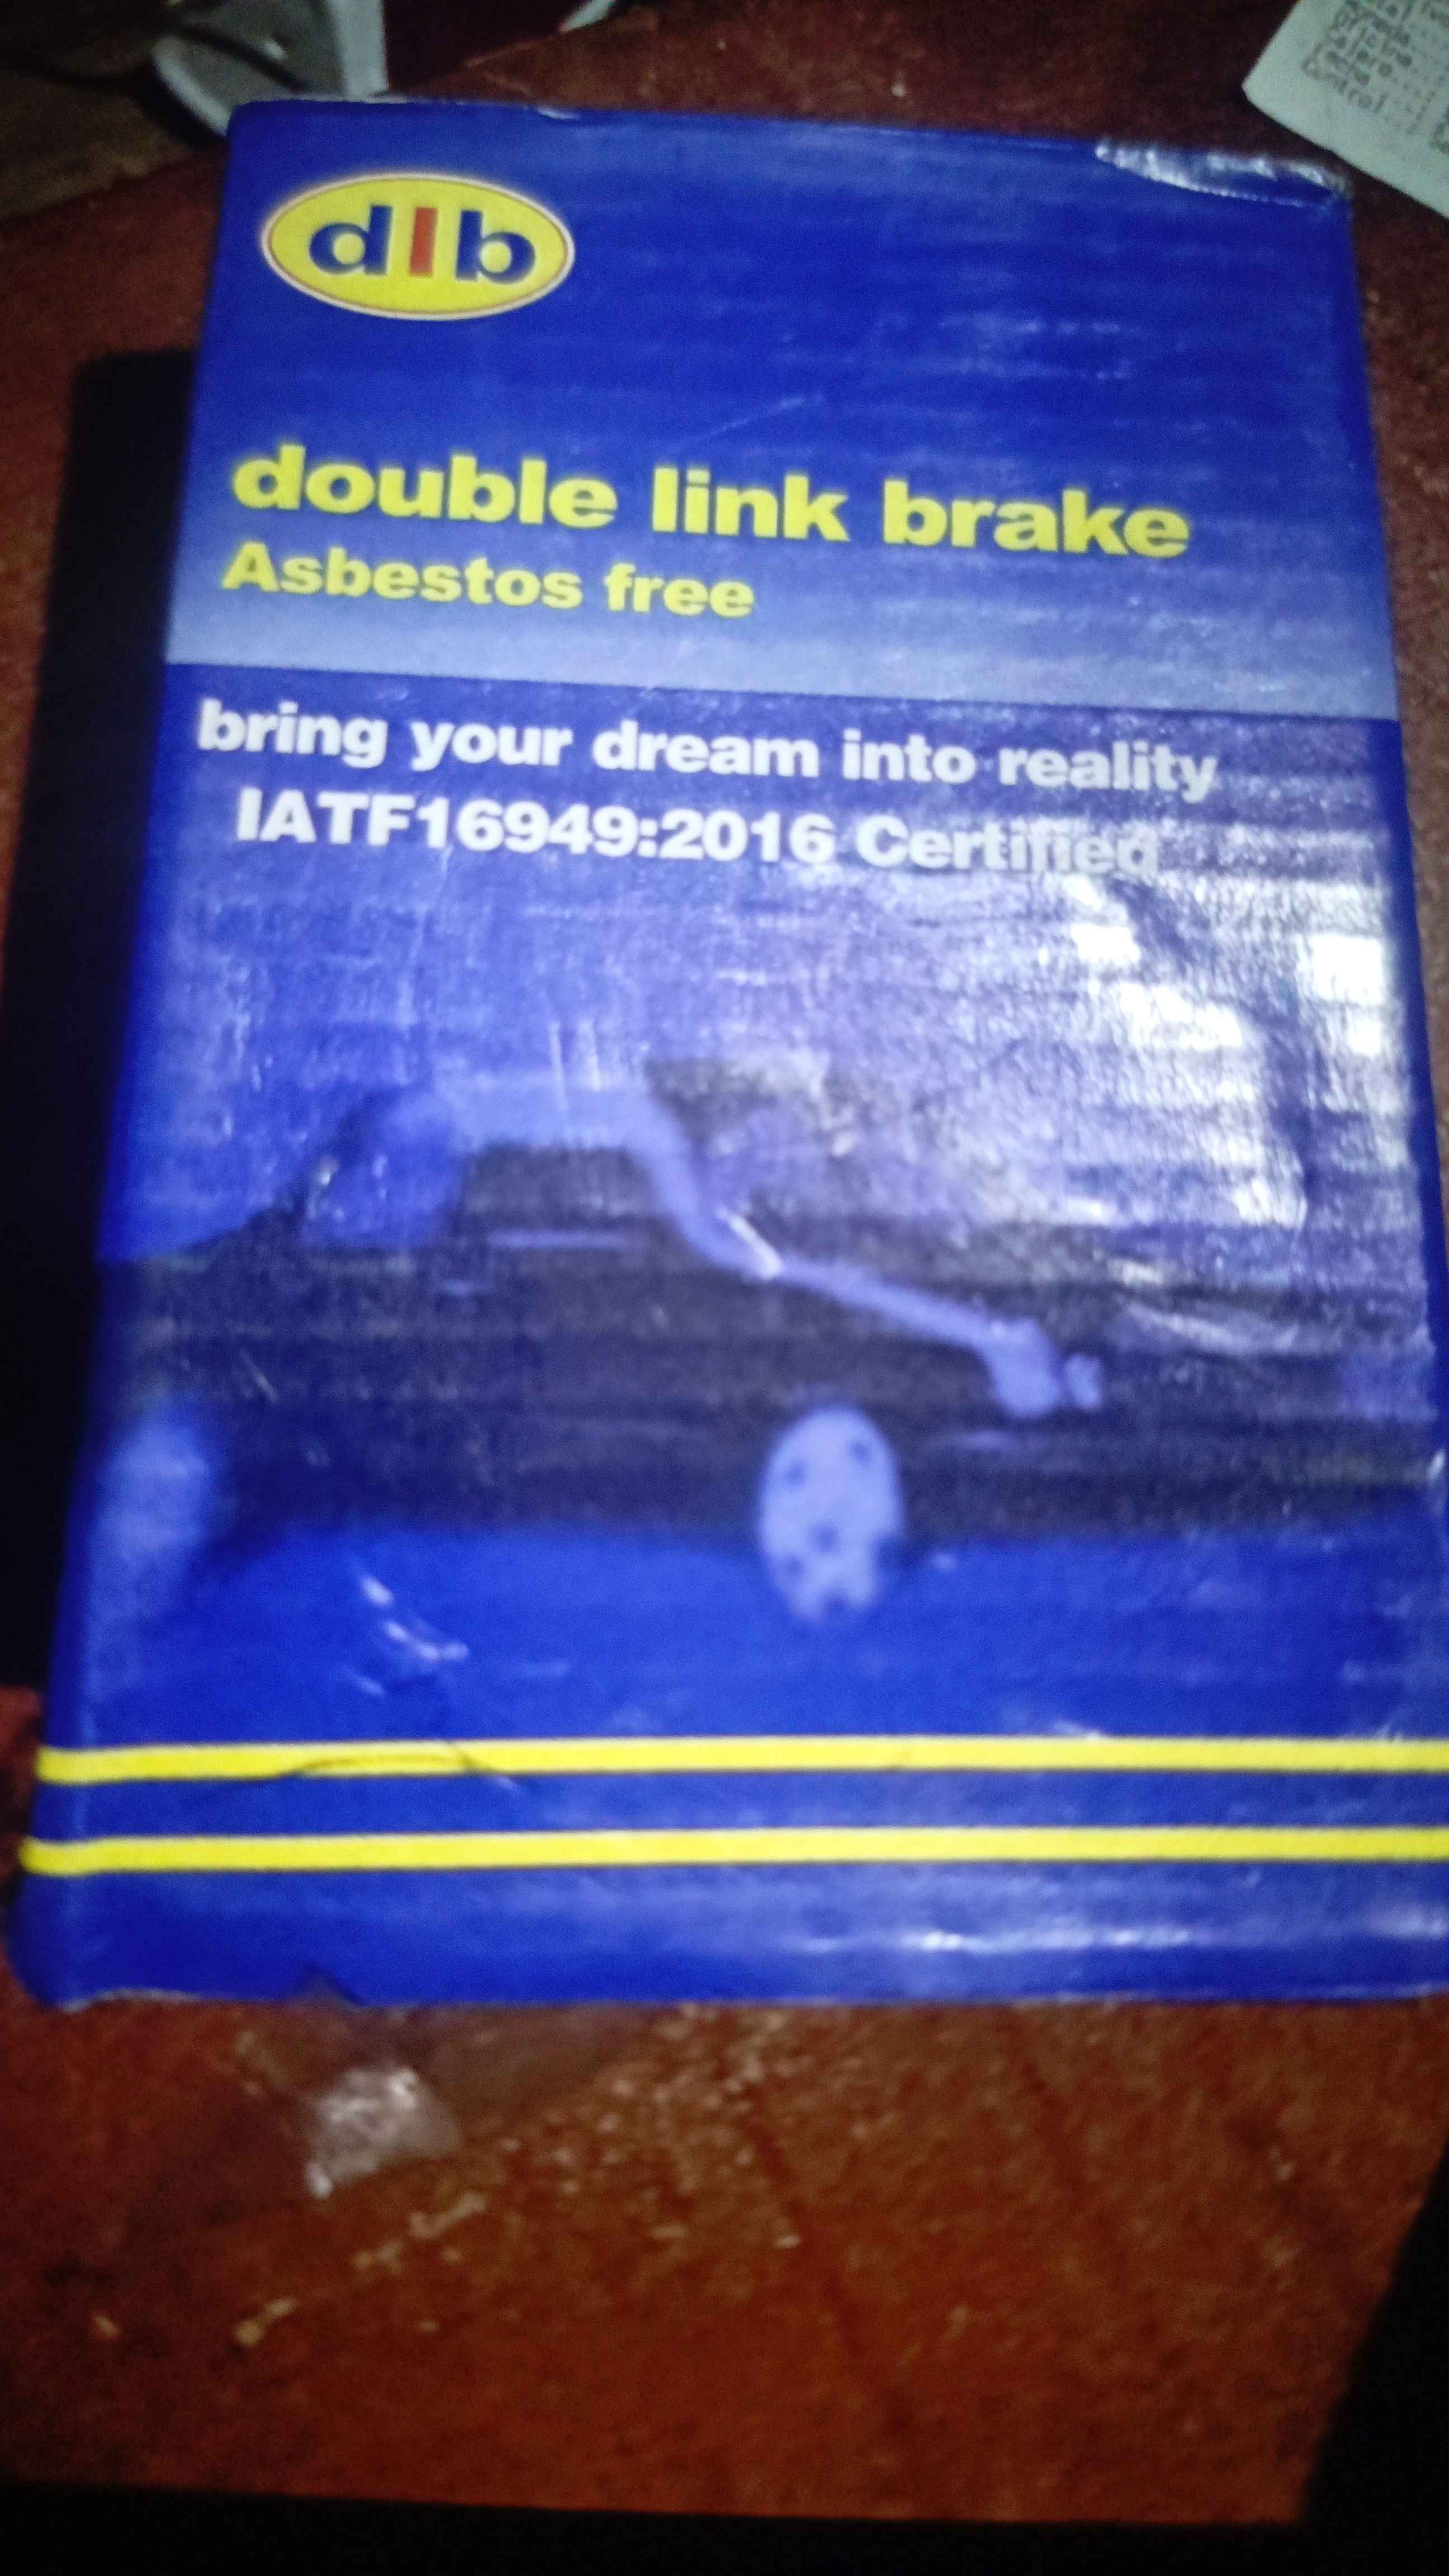 dlb
double link brake
Asbestos free
bring your dream into reality
IATF16949:2016 Certified